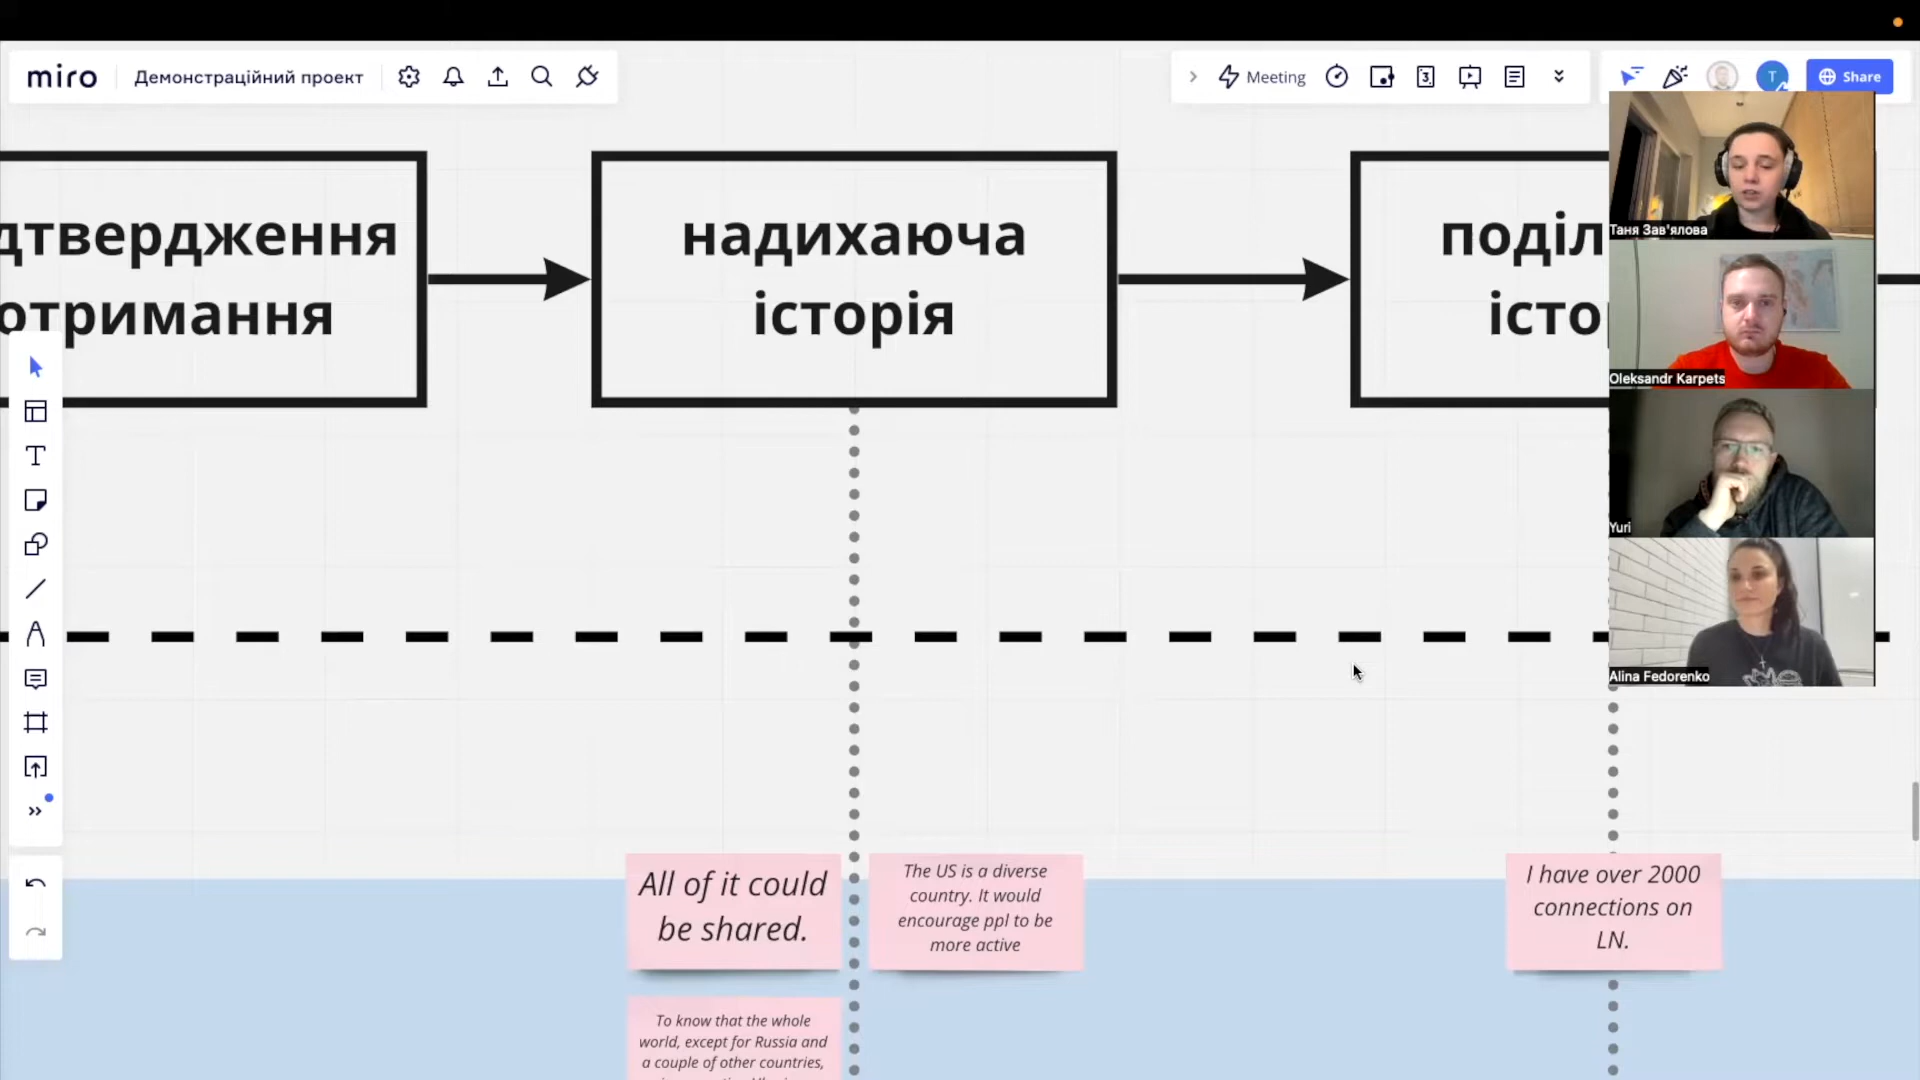 miro
Демонстраційний проект
Meeting
3
T
Share
дтвердження
отримання
надихаюча
історія
поділ
істо
Таня Зав'ялова
Oleksandr Karpets
Yuri
Alina Fedorenko
All of it could
be shared.
The US is a diverse
country. It would
encourage ppl to be
more active
I have over 2000
connections on
LN.
To know that the whole
world, except for Russia and
a couple of other countries,